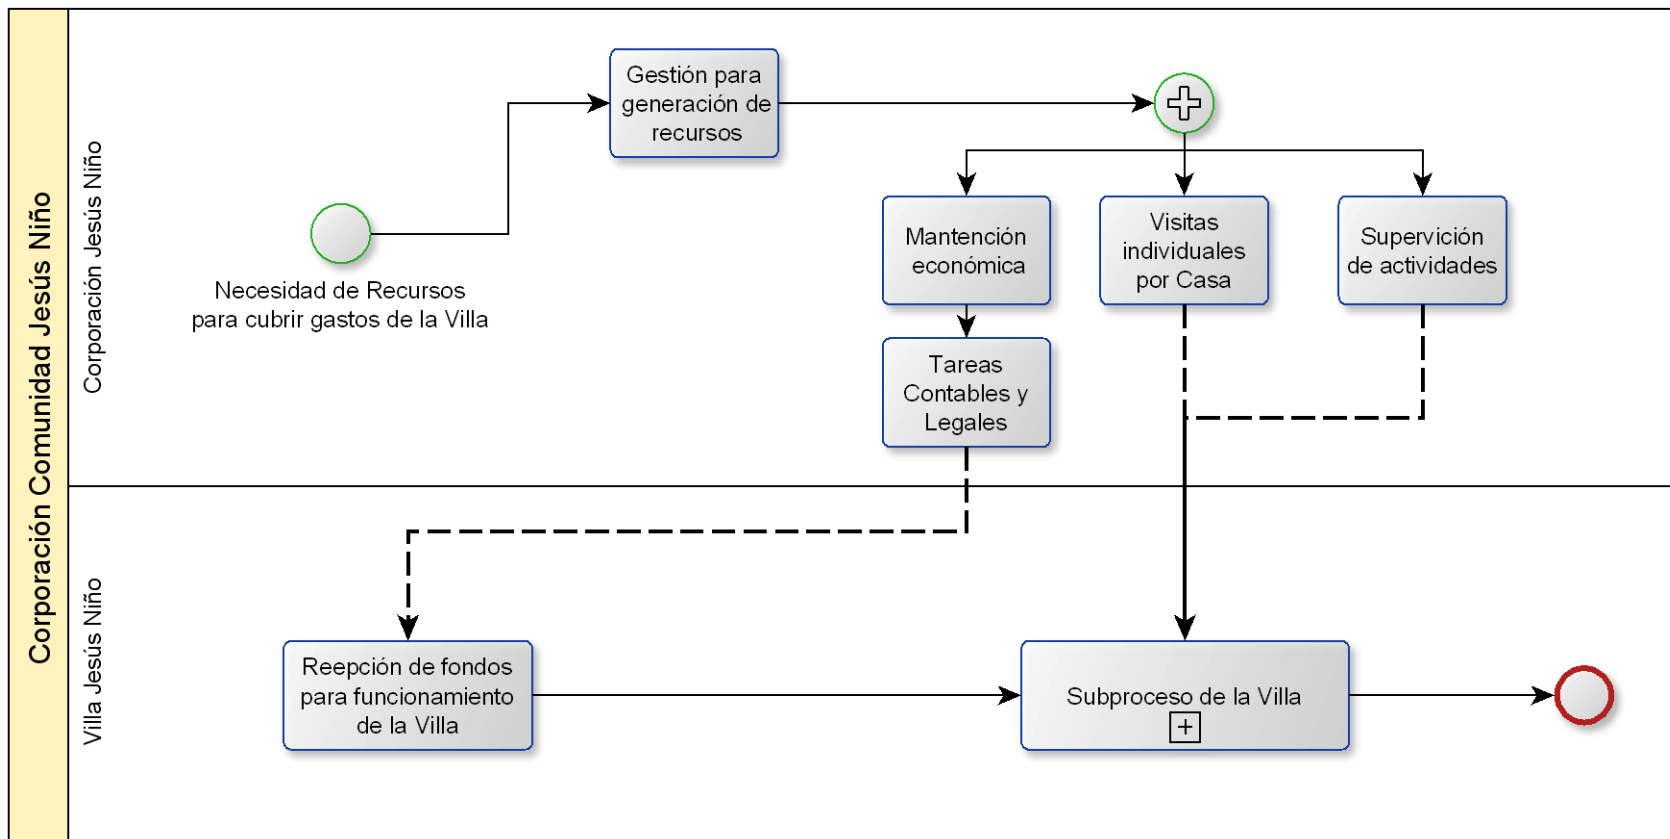 Corporación Comunidad Jesús Niño
Corporación Jesús Niño
Gestión para
generación de
recursos
Necesidad de Recursos
para cubrir gastos de la Villa
Mantención
económica
Visitas
individuales
por Casa
Supervición
de actividades
Tareas
Contables y
Legales
Villa Jesús Niño
Reepción de fondos
para funcionamiento
de la Villa
Subproceso de la Villa